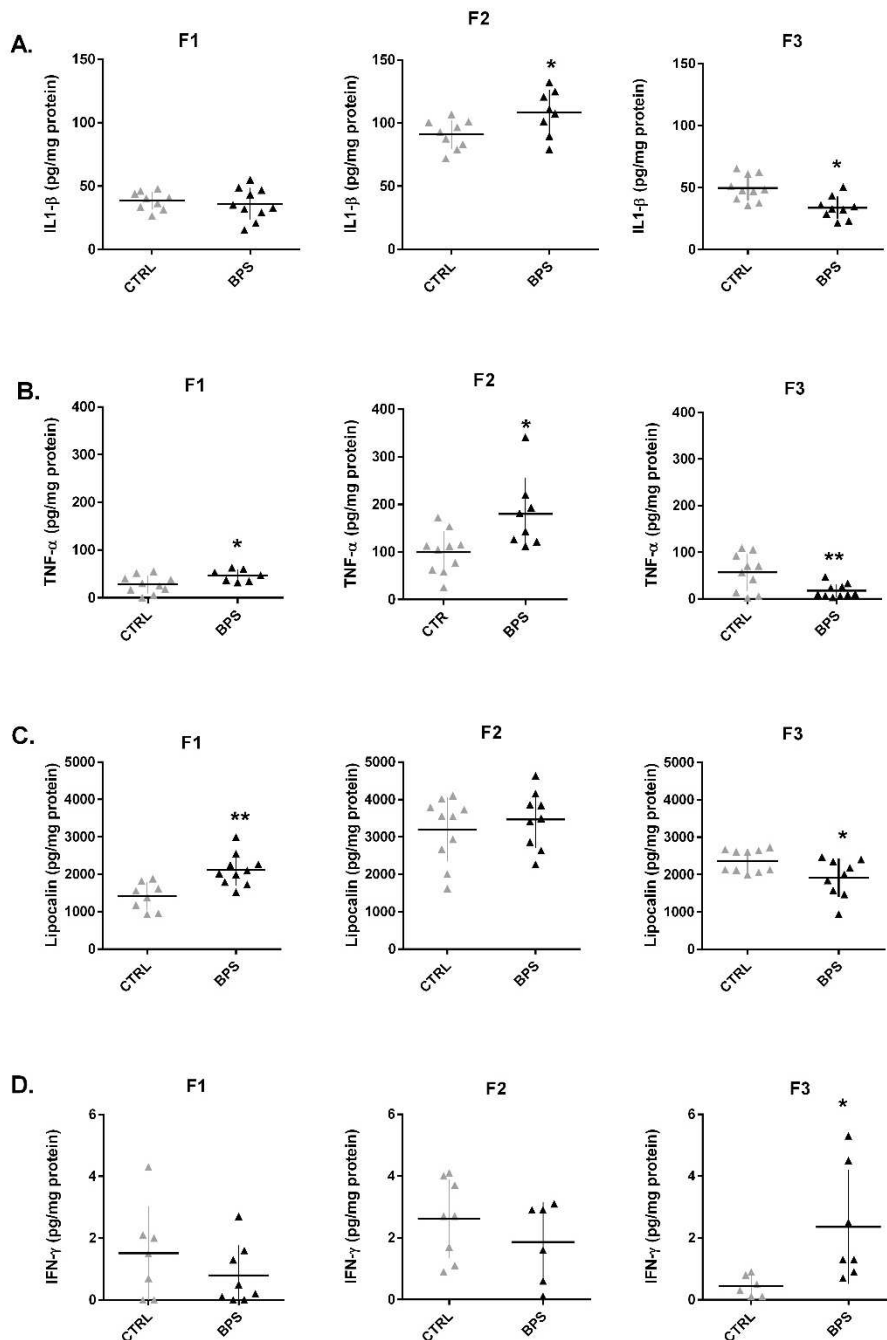 A.
F1
F2
F3
IL1-β (pg/mg protein)
150
100
50
0
CTRL
BPS
IL1-β (pg/mg protein)
150
100
50
0
*
CTRL
BPS
IL1-β (pg/mg protein)
150
100
50
0
*
CTRL
BPS
B.
F1
F2
F3
TNF-α (pg/mg protein)
400
300
200
100
0
*
CTRL
BPS
TNF-α (pg/mg protein)
400
300
200
100
0
*
CTR
BPS
TNF-α (pg/mg protein)
400
300
200
100
0
**
CTRL
BPS
C.
F1
F2
F3
Lipocalin (pg/mg protein)
5000
4000
3000
2000
1000
0
**
CTRL
BPS
Lipocalin (pg/mg protein)
5000
4000
3000
2000
1000
0
CTRL
BPS
Lipocalin (pg/mg protein)
5000
4000
3000
2000
1000
0
*
CTRL
BPS
D.
F1
F2
F3
IFN-γ (pg/mg protein)
6
4
2
0
CTRL
BPS
IFN-γ (pg/mg protein)
6
4
2
0
CTRL
BPS
IFN-γ (pg/mg protein)
6
4
2
0
*
CTRL
BPS